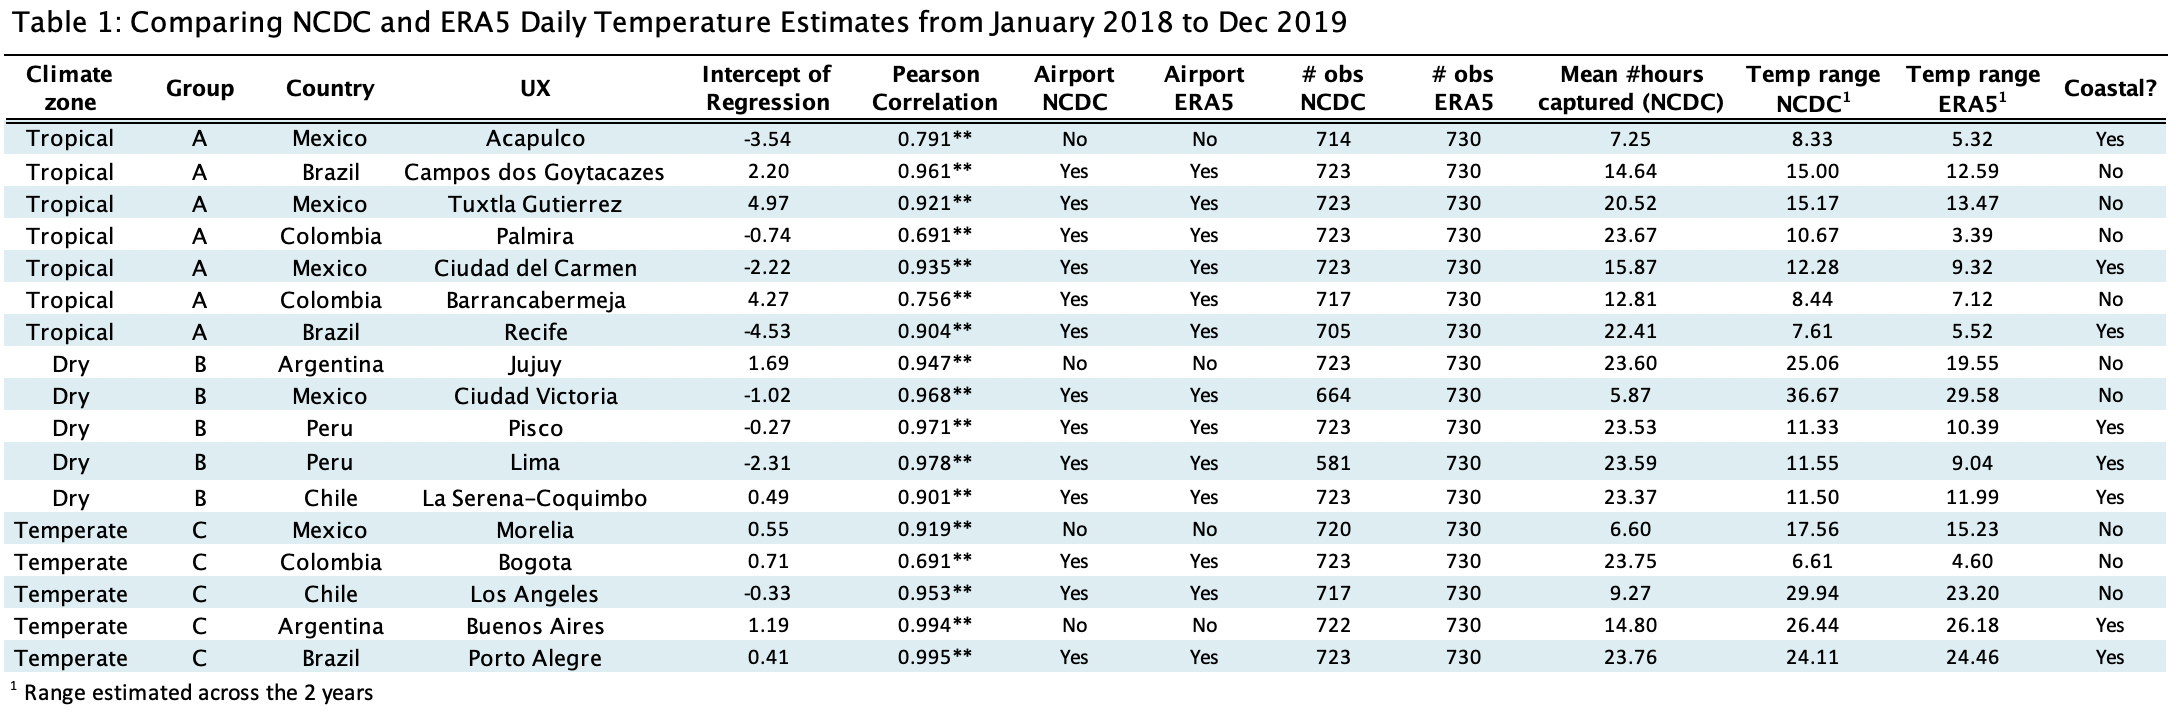 Table 1: Comparing NCDC and ERA5 Daily Temperature Estimates from January 2018 to Dec 2019
Climate zone Group Country UX Intercept of Regression Pearson Correlation Airport NCDC Airport ERA5 # obs NCDC # obs ERA5 Mean #hours captured (NCDC) Temp range NCDC1 Temp range ERA51 Coastal?
Tropical A Mexico Acapulco -3.54 0.791** No No 714 730 7.25 8.33 5.32 Yes
Tropical A Brazil Campos dos Goytacazes 2.20 0.961** Yes Yes 723 730 14.64 15.00 12.59 No
Tropical A Mexico Tuxtla Gutierrez 4.97 0.921** Yes Yes 723 730 20.52 15.17 13.47 No
Tropical A Colombia Palmira -0.74 0.691** Yes Yes 723 730 23.67 10.67 3.39 No
Tropical A Mexico Ciudad del Carmen -2.22 0.935** Yes Yes 723 730 15.87 12.28 9.32 Yes
Tropical A Colombia Barrancabermeja 4.27 0.756** Yes Yes 717 730 12.81 8.44 7.12 No
Tropical A Brazil Recife -4.53 0.904** Yes Yes 705 730 22.41 7.61 5.52 Yes
Dry B Argentina Jujuy 1.69 0.947** No No 723 730 23.60 25.06 19.55 No
Dry B Mexico Ciudad Victoria -1.02 0.968** Yes Yes 664 730 5.87 36.67 29.58 No
Dry B Peru Pisco -0.27 0.971** Yes Yes 723 730 23.53 11.33 10.39 Yes
Dry B Peru Lima -2.31 0.978** Yes Yes 581 730 23.59 11.55 9.04 Yes
Dry B Chile La Serena-Coquimbo 0.49 0.901** Yes Yes 723 730 23.37 11.50 11.99 Yes
Temperate C Mexico Morelia 0.55 0.919** No No 720 730 6.60 17.56 15.23 No
Temperate C Colombia Bogota 0.71 0.691** Yes Yes 723 730 23.75 6.61 4.60 No
Temperate C Chile Los Angeles -0.33 0.953** Yes Yes 717 730 9.27 29.94 23.20 No
Temperate C Argentina Buenos Aires 1.19 0.994** No No 722 730 14.80 26.44 26.18 Yes
Temperate C Brazil Porto Alegre 0.41 0.995** Yes Yes 723 730 23.76 24.11 24.46 Yes
1 Range estimated across the 2 years